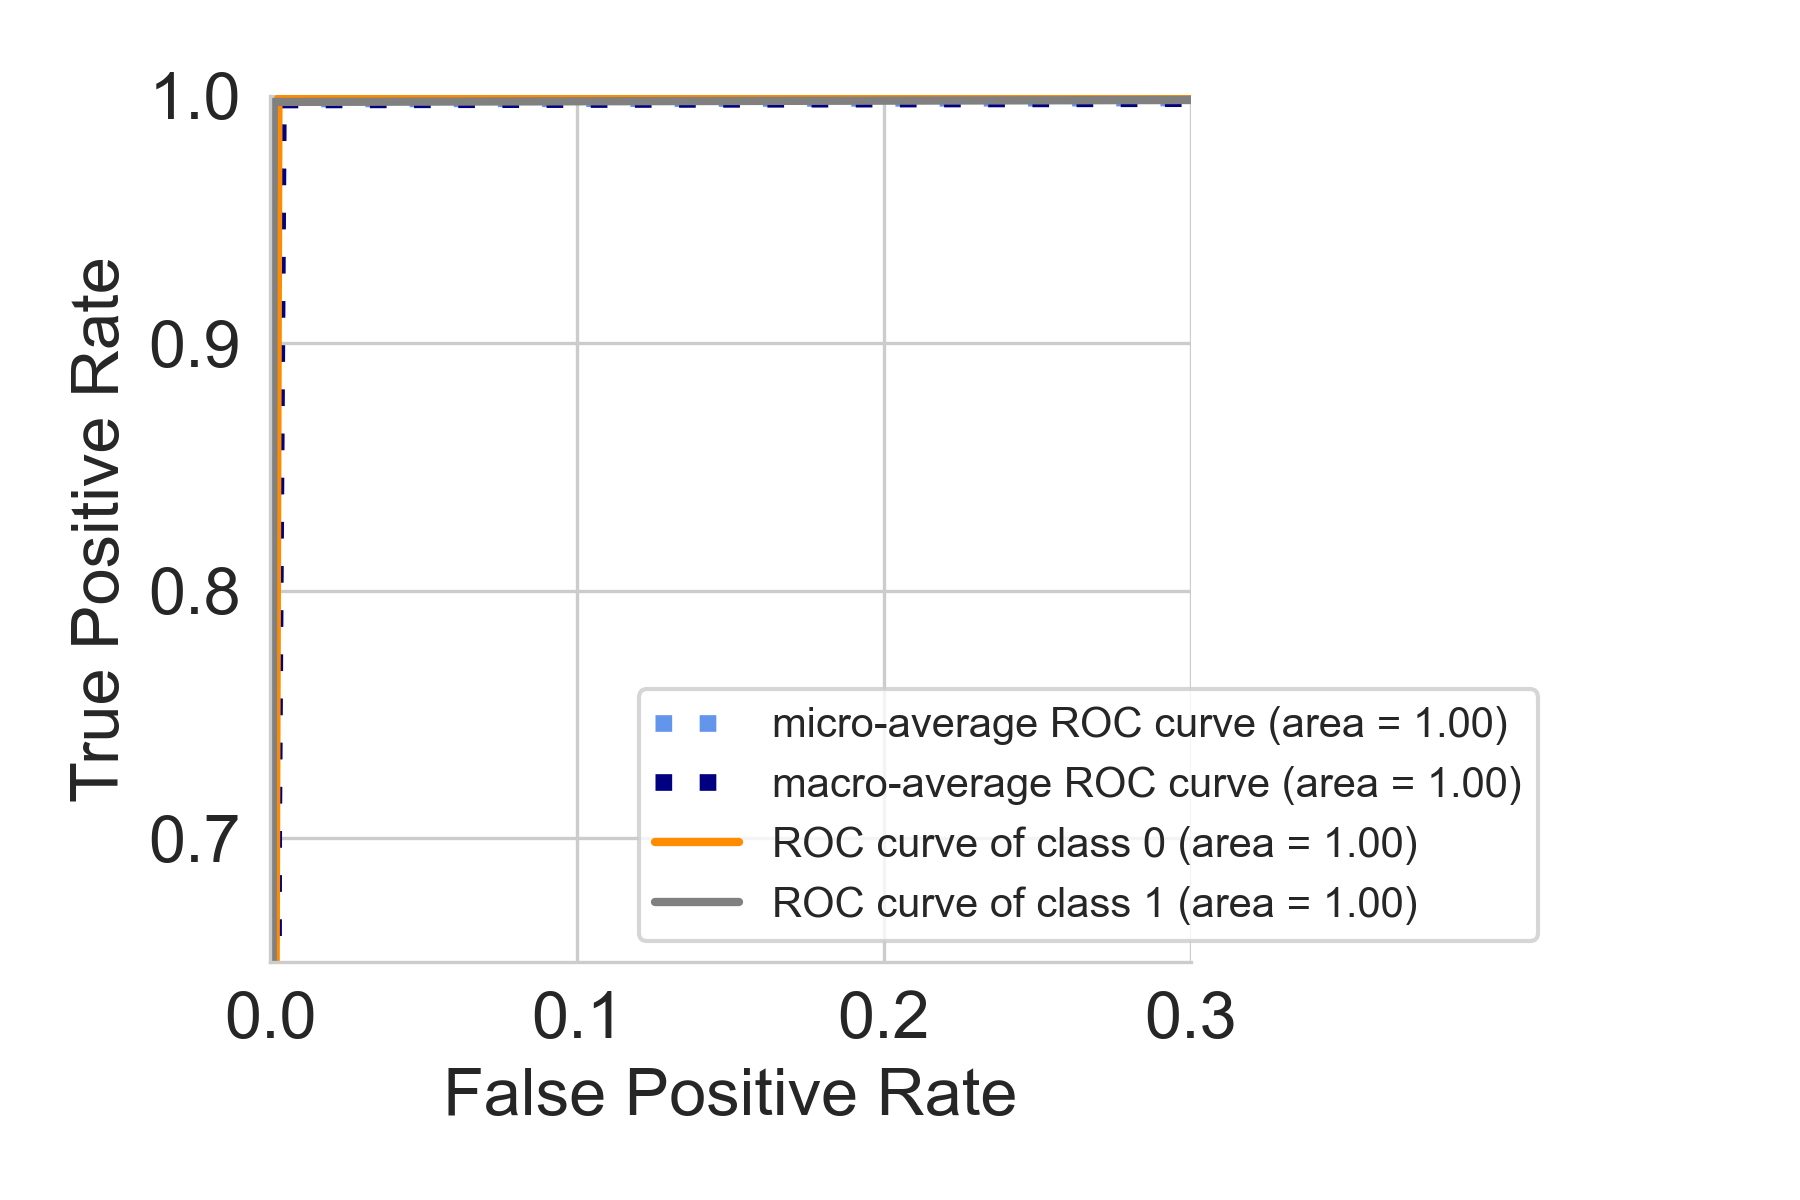 1.0
0.9
0.8
0.7
True Positive Rate
micro-average ROC curve (area = 1.00)
macro-average ROC curve (area = 1.00)
ROC curve of class 0 (area = 1.00)
ROC curve of class 1 (area = 1.00)
0.0 0.1 0.2 0.3
False Positive Rate